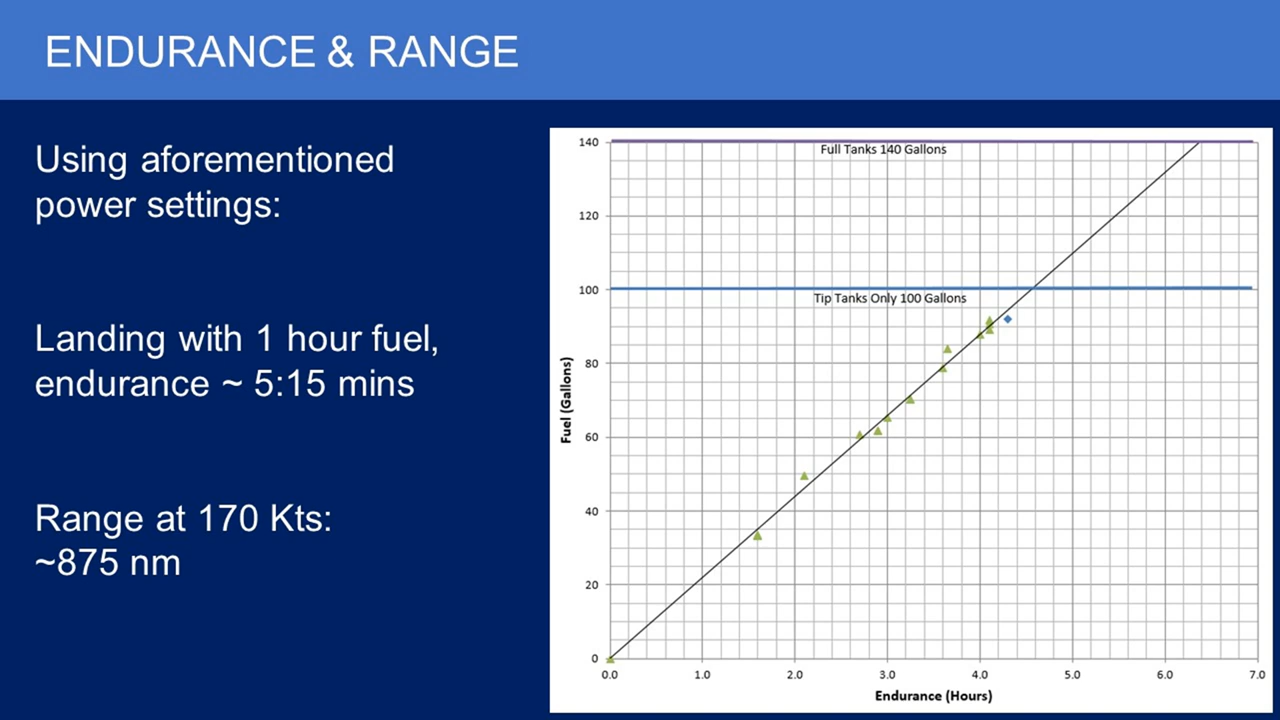 ENDURANCE & RANGE
Using aforementioned
power settings:
Landing with 1 hour fuel,
endurance ~ 5:15 mins
Range at 170 Kts:
~875 nm
140
Full Tanks 140 Gallons
120
100
Tip Tanks Only 100 Gallons
80
60
40
20
0
Fuel (Gallons)
0.0 1.0 2.0 3.0 4.0 5.0 6.0 7.0
Endurance (Hours)